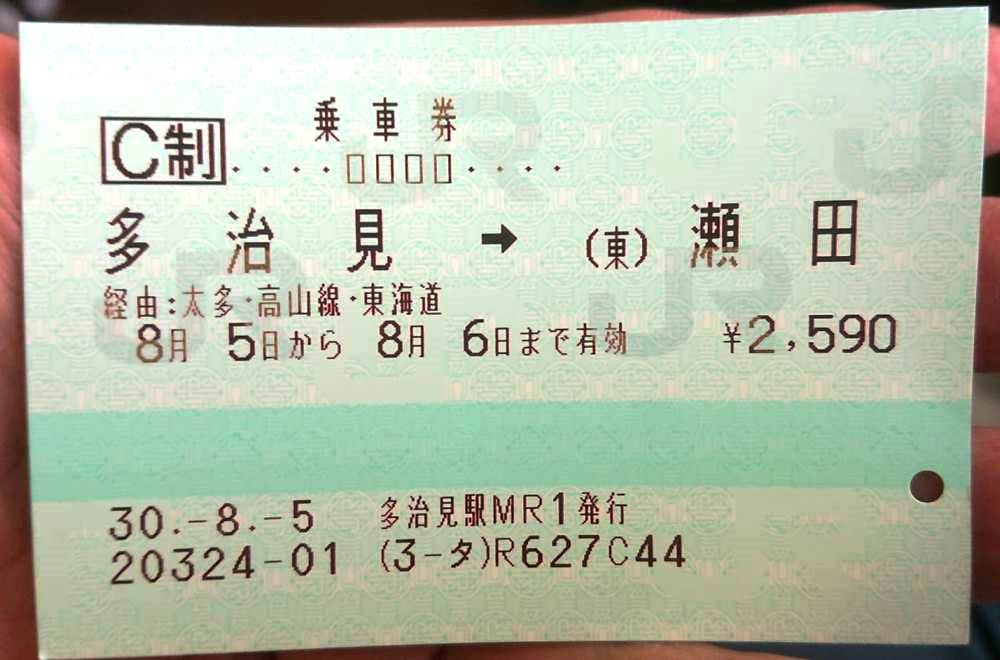 乗車券
C制 ････□□□□････
多治見 → (東)瀬田
経由:太多・高山線・東海道
8月 5日から 8月 6日まで有効 ¥2,590
30.-8.-5 多治見駅MR1発行
20324-01 (3-タ)R627C44